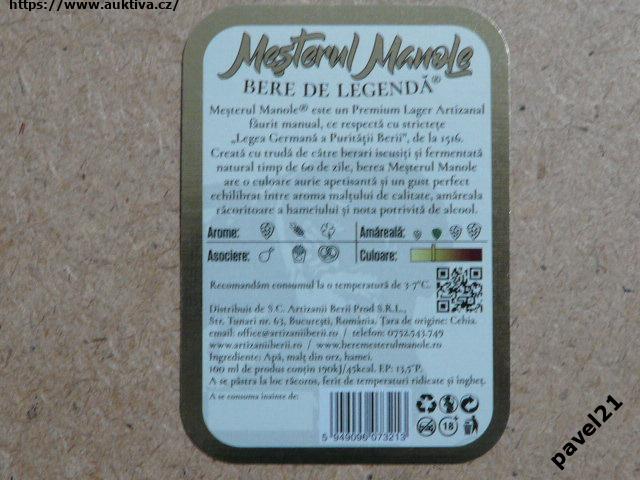 https://www.auktiva.cz/
Meșterul Manole
BERE DE LEGENDĂ®
Meșterul Manole® este un Premium Lager Artizanal
făurit manual, ce respectă cu strictețe
„Legea Germană a Purității Berii", de la 1516.
Creată cu trudă de către berari iscusiți și fermentată
natural timp de 60 de zile, berea Meșterul Manole
are o culoare aurie apetisantă și un gust perfect
echilibrat între aroma malțului de calitate, amăreala
răcoritoare a hameiului și nota potrivită de alcool.
Arome: Amăreală:
Asociere: Culoare:
Recomandăm consumul la o temperatură de 3-7°C.
Distribuit de S.C. Artizanii Berii Prod S.R.L.,
Str. Tunari nr. 63, București, România. Țara de origine: Cehia.
email: office@artizaniiberii.ro / telefon: 0752.543.749
www.artizaniiberii.ro / www.beremesterulmanole.ro
Ingrediente: Apă, malț din orz, hamei.
100 ml de produs conțin 190kJ/45kcal. EP: 13,5°P.
A se păstra la loc răcoros, ferit de temperaturi ridicate și îngheț.
A se consuma înainte de:
5 949096 073213
18+
pavel21